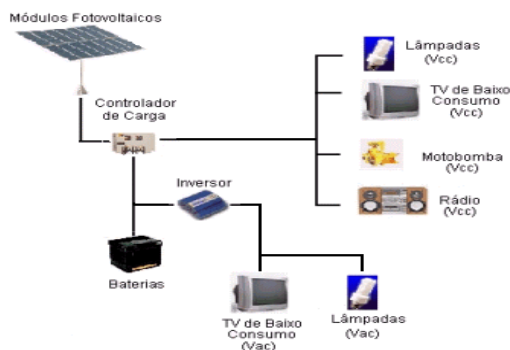 Módulos Fotovoltaicos
Lâmpadas
(Vcc)
TV de Baixo
Consumo
(Vcc)
Controlador
de Carga
Motobomba
(Vcc)
Inversor
Rádio
(Vcc)
Baterias
TV de Baixo
Consumo
(Vac)
Lâmpadas
(Vac)